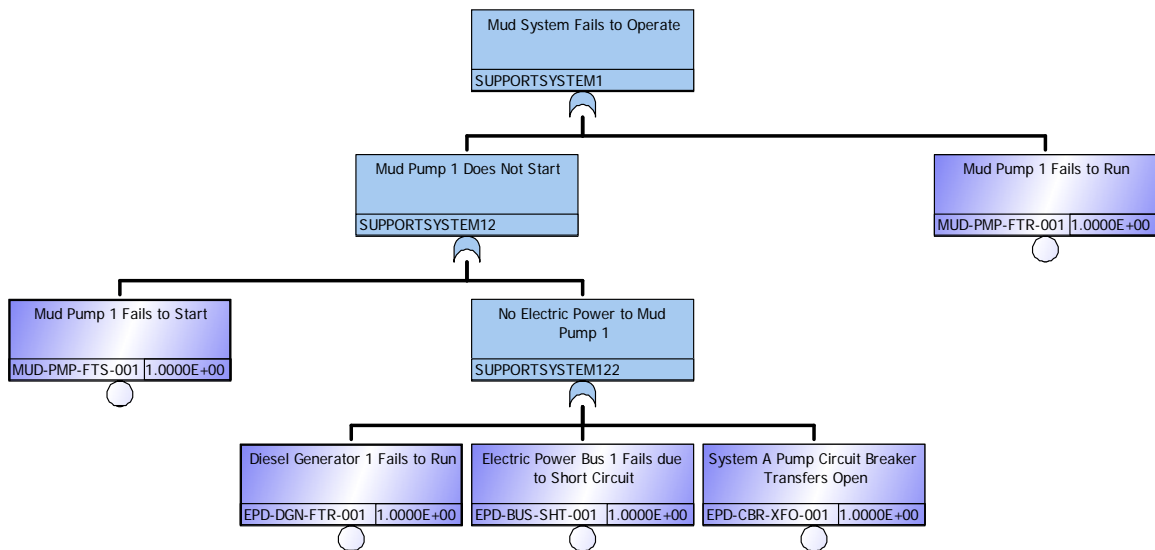 Mud System Fails to Operate
SUPPORTSYSTEM1
Mud Pump 1 Does Not Start
SUPPORTSYSTEM12
Mud Pump 1 Fails to Run
MUD-PMP-FTR-001 1.0000E+00
Mud Pump 1 Fails to Start
MUD-PMP-FTS-001 1.0000E+00
No Electric Power to Mud
Pump 1
SUPPORTSYSTEM122
Diesel Generator 1 Fails to Run
EPD-DGN-FTR-001 1.0000E+00
Electric Power Bus 1 Fails due
to Short Circuit
EPD-BUS-SHT-001 1.0000E+00
System A Pump Circuit Breaker
Transfers Open
EPD-CBR-XFO-001 1.0000E+00